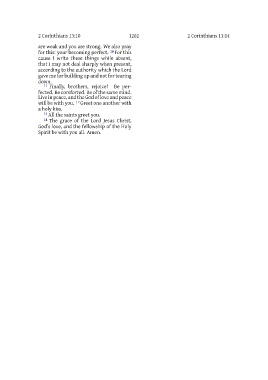 2 Corinthians 13:10 1202 2 Corinthians 13:14
are weak and you are strong. We also pray
for this: your becoming perfect. 10 For this
cause I write these things while absent,
that I may not deal sharply when present,
according to the authority which the Lord
gave me for building up and not for tearing
down.
11 Finally, brothers, rejoice! Be per-
fected. Be comforted. Be of the same mind.
Live in peace, and the God of love and peace
will be with you. 12 Greet one another with
a holy kiss.
13 All the saints greet you.
14 The grace of the Lord Jesus Christ,
God's love, and the fellowship of the Holy
Spirit be with you all. Amen.